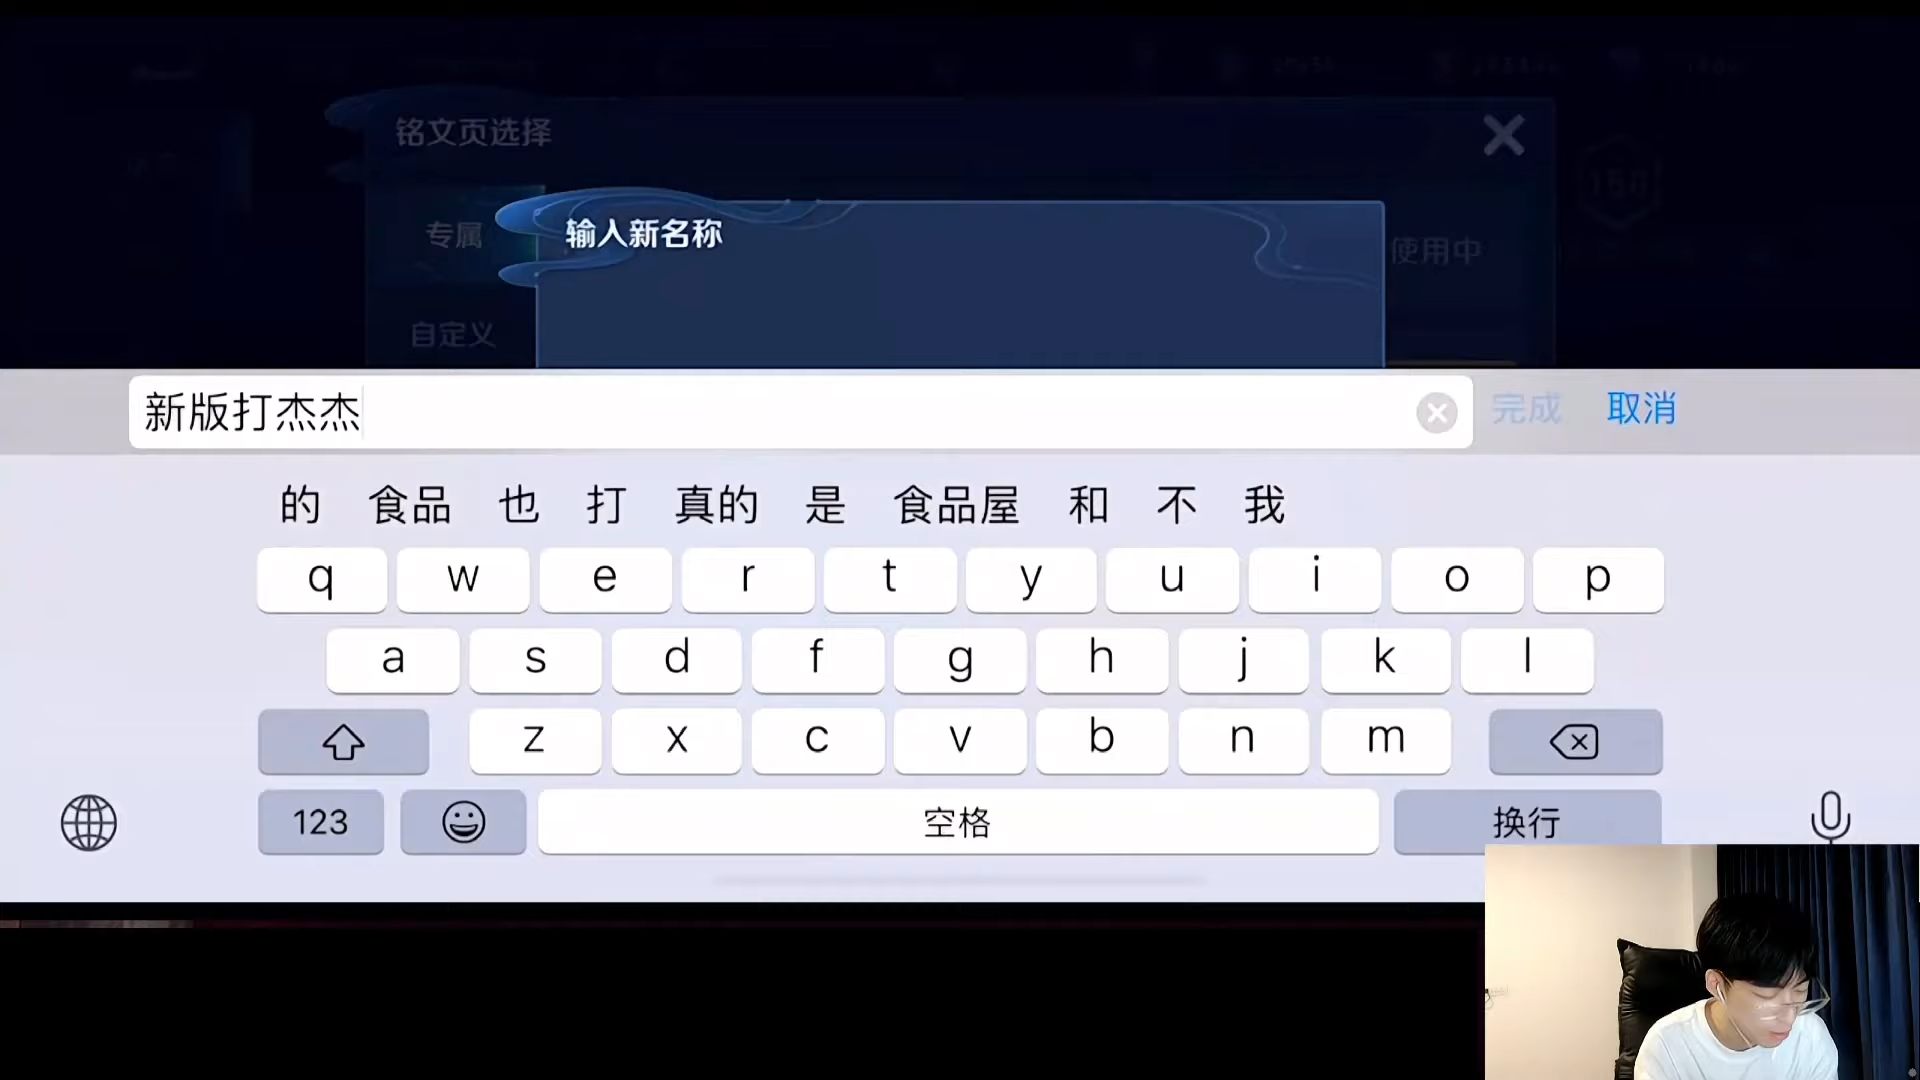 铭文页选择
专属
输入新名称
使用中
自定义
新版打杰杰
完成 取消
的 食品 也 打 真的 是 食品屋 和 不 我
q w e r t y u i o p
a s d f g h j k l
z x c v b n m
123 空格 换行